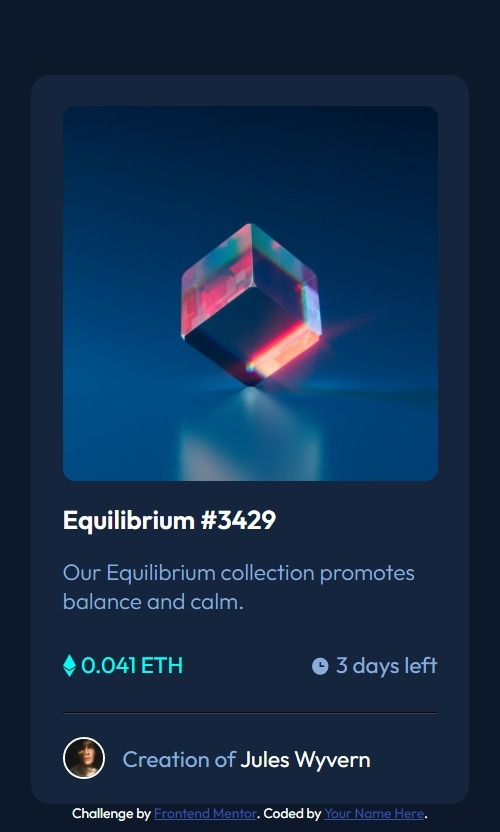 Equilibrium #3429
Our Equilibrium collection promotes
balance and calm.
0.041 ETH 3 days left
Creation of Jules Wyvern
Challenge by Frontend Mentor. Coded by Your Name Here.